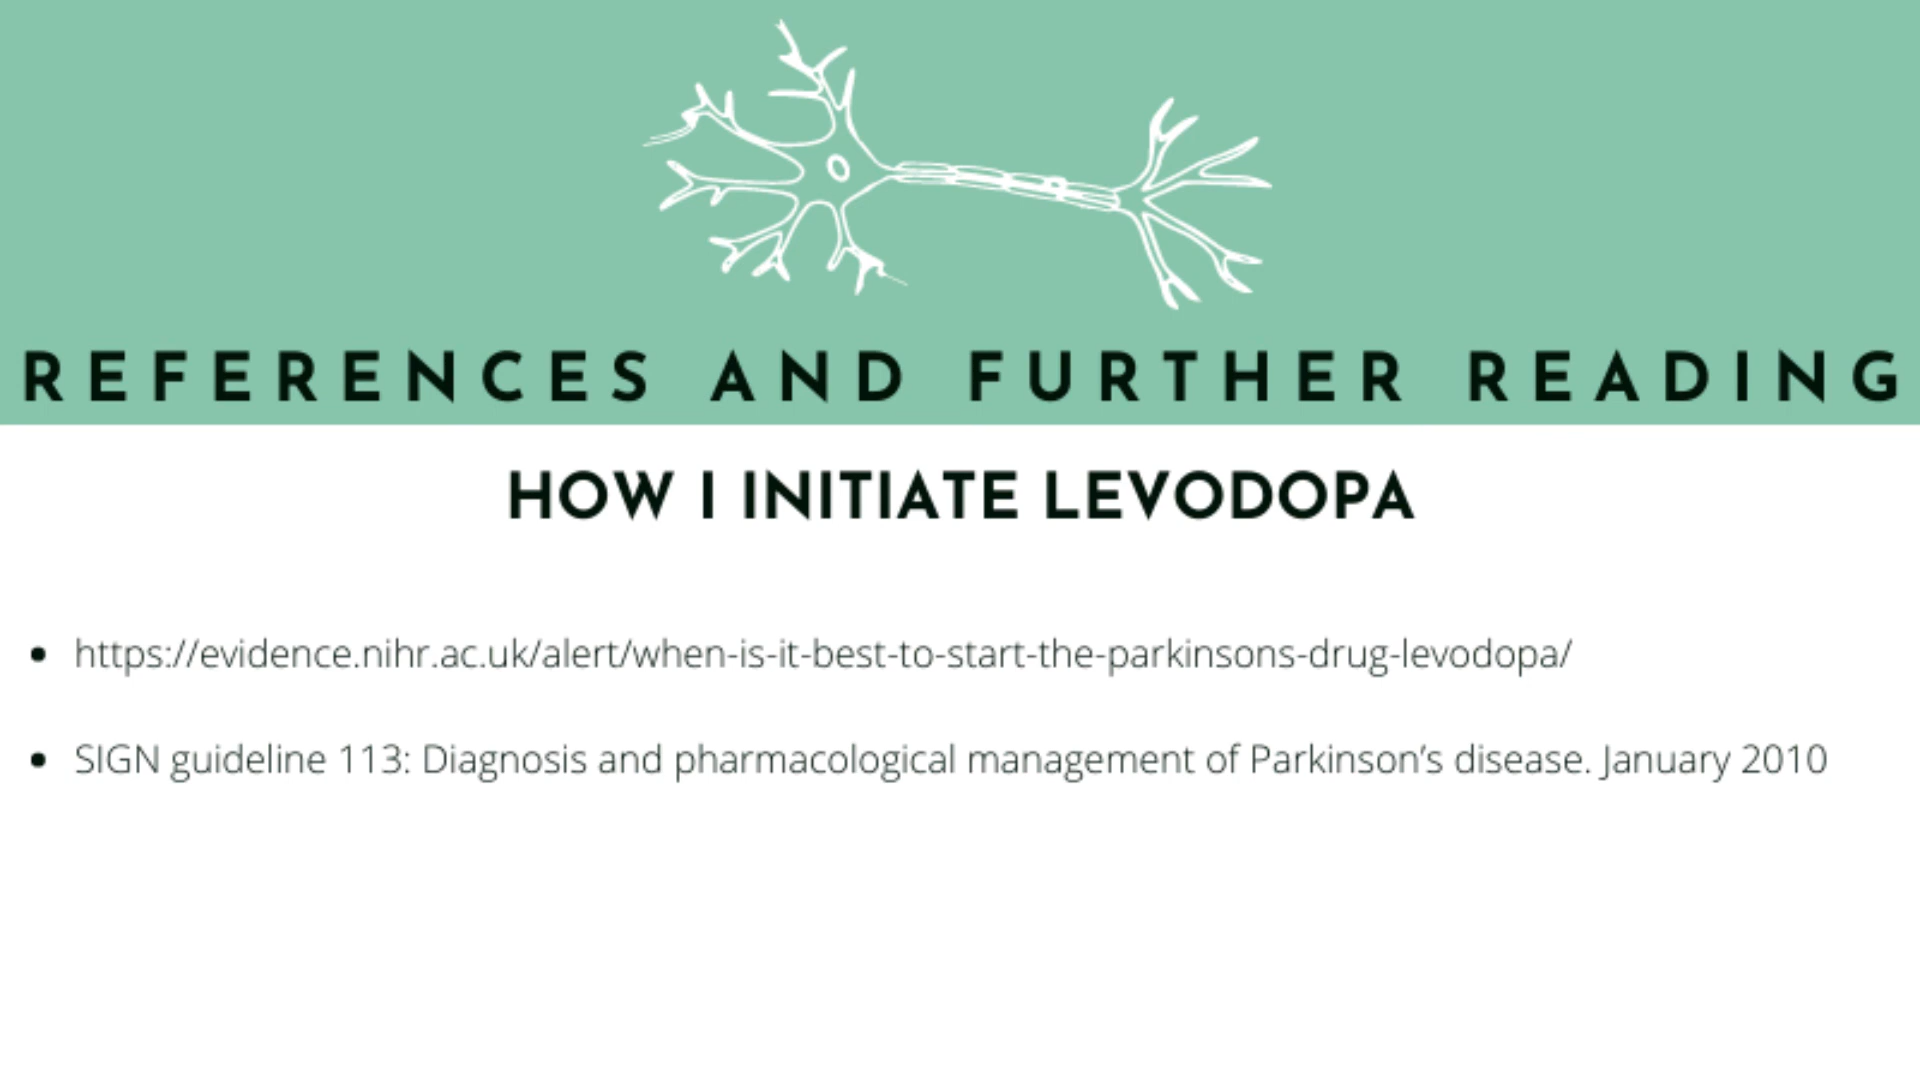 REFERENCES AND FURTHER READING
HOW I INITIATE LEVODOPA
• https://evidence.nihr.ac.uk/alert/when-is-it-best-to-start-the-parkinsons-drug-levodopa/
• SIGN guideline 113: Diagnosis and pharmacological management of Parkinson’s disease. January 2010